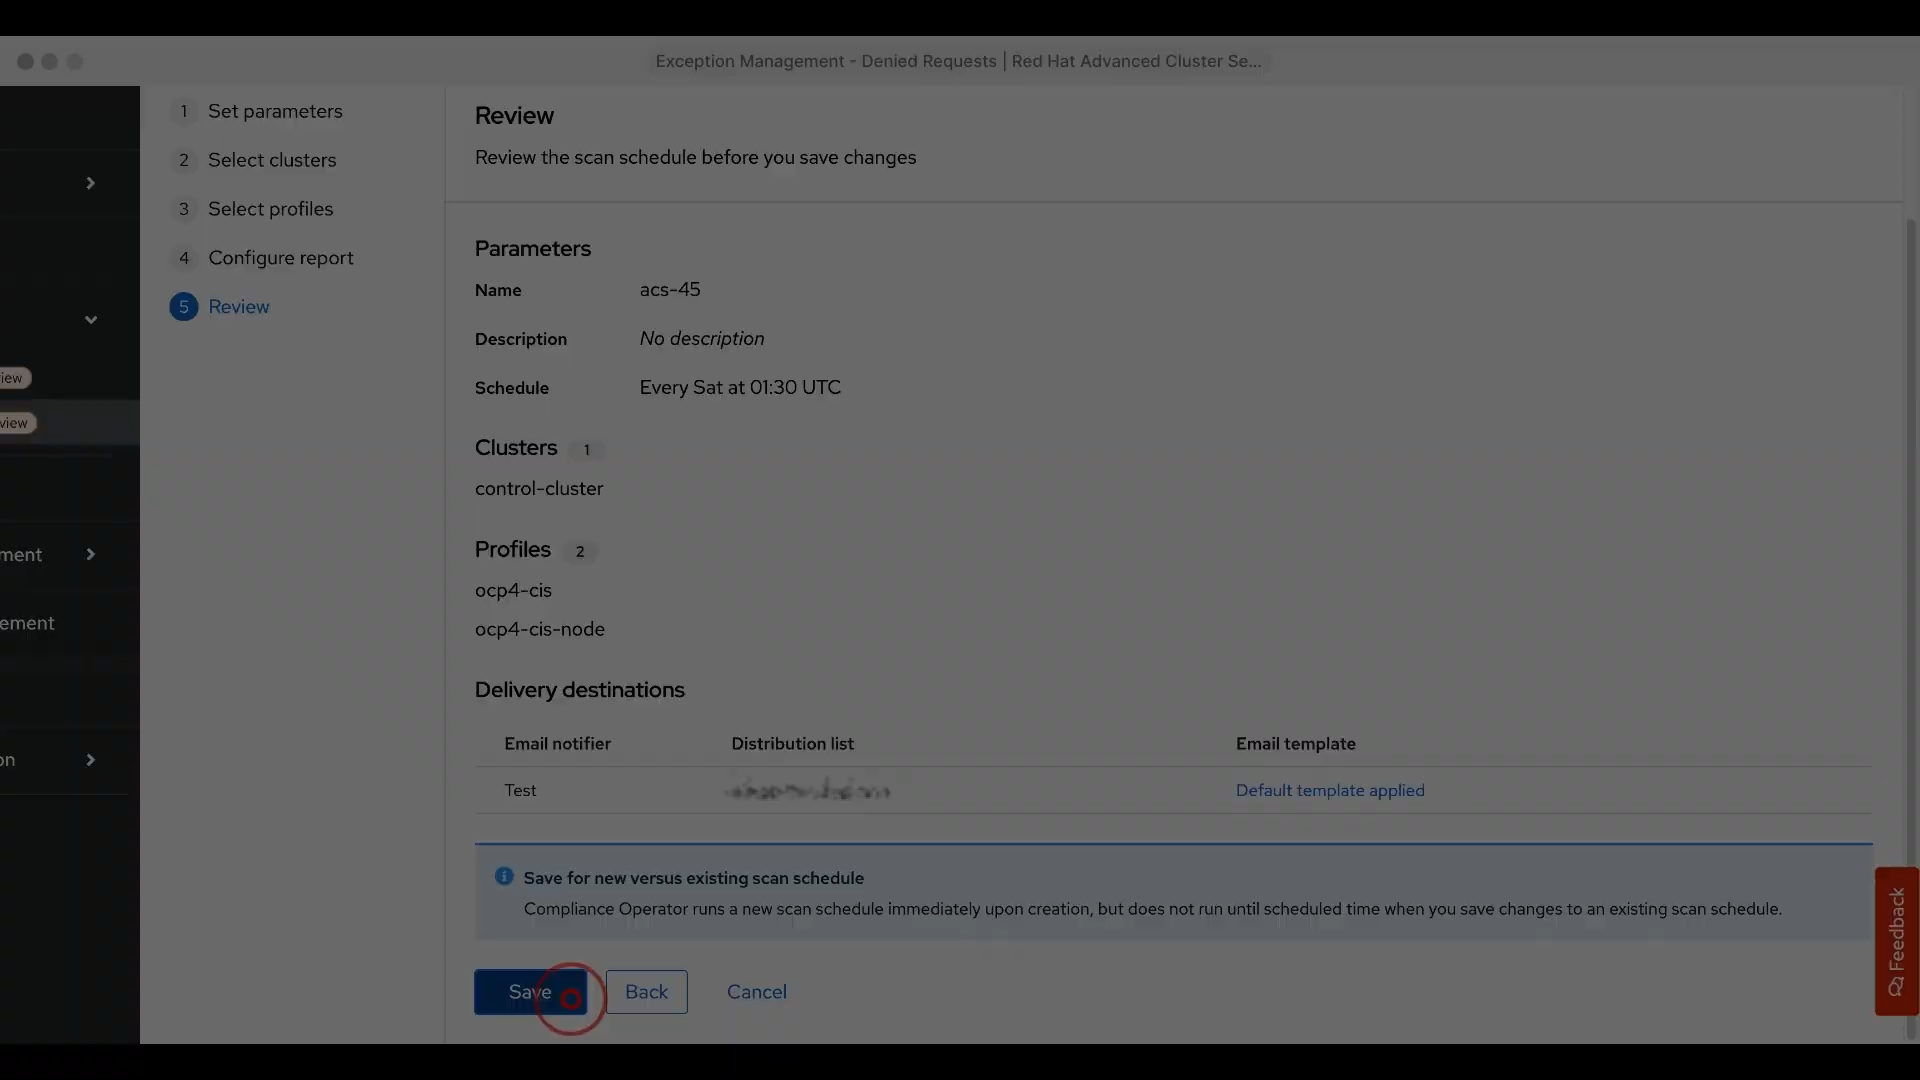 Exception Management - Denied Requests | Red Hat Advanced Cluster Se...
1 Set parameters
2 Select clusters
3 Select profiles
4 Configure report
5 Review
iew
view
ment
ement
on
Review
Review the scan schedule before you save changes
Parameters
Name acs-45
Description No description
Schedule Every Sat at 01:30 UTC
Clusters 1
control-cluster
Profiles 2
ocp4-cis
ocp4-cis-node
Delivery destinations
Email notifier Distribution list Email template
Test Default template applied
Save for new versus existing scan schedule
Compliance Operator runs a new scan schedule immediately upon creation, but does not run until scheduled time when you save changes to an existing scan schedule.
Save Back Cancel
Feedback